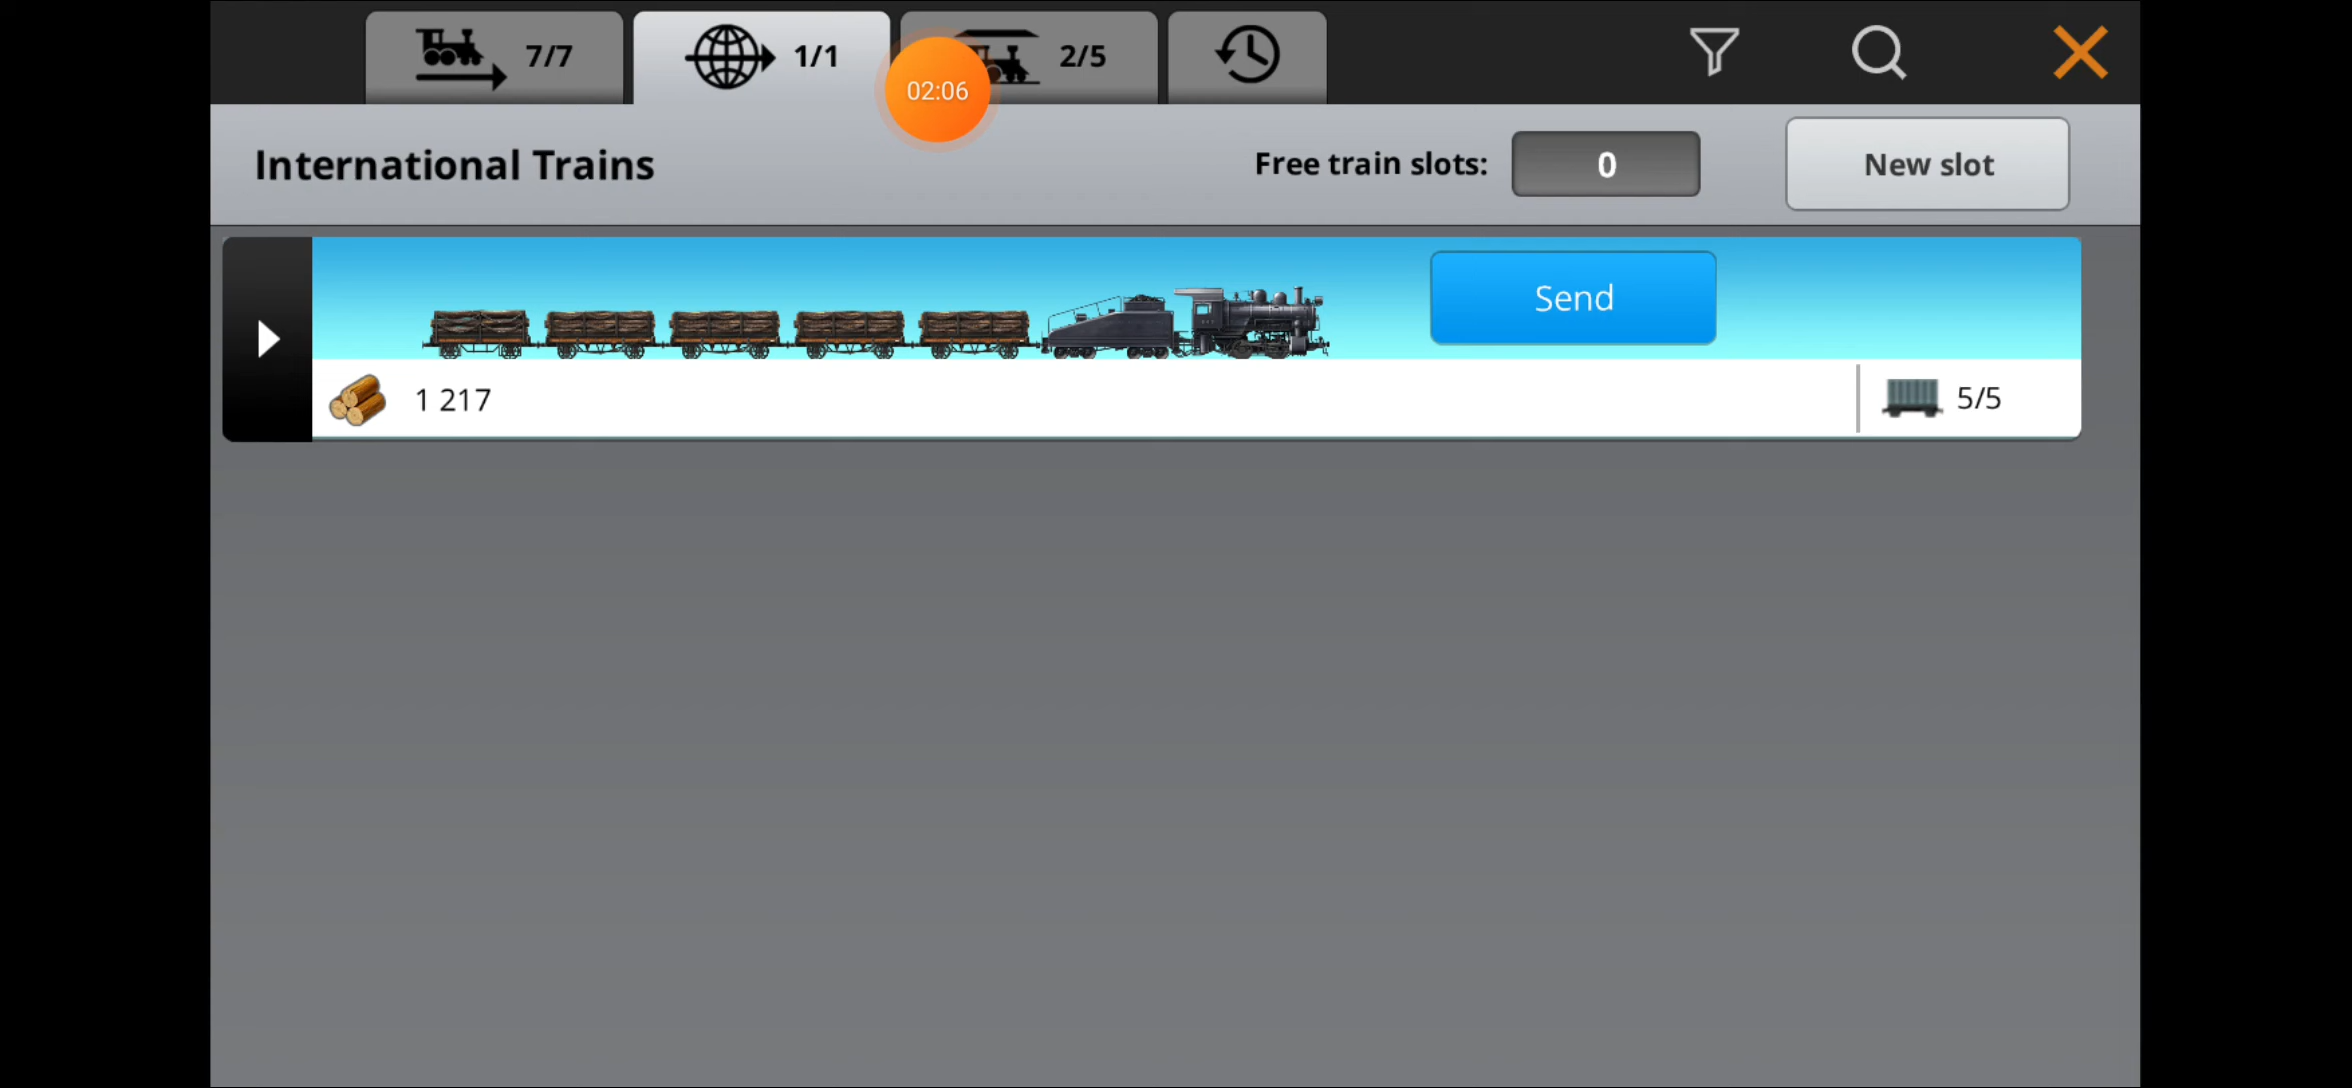 7/7
1/1
02:06
2/5
International Trains
Free train slots:
0
New slot
Send
1 217
5/5